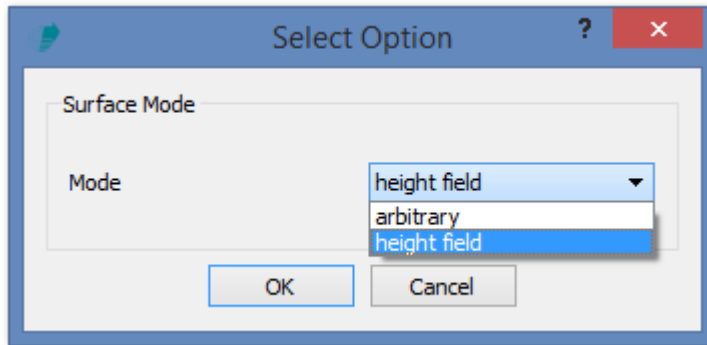 Select Option ?
Surface Mode
Mode height field
arbitrary
height field
OK Cancel